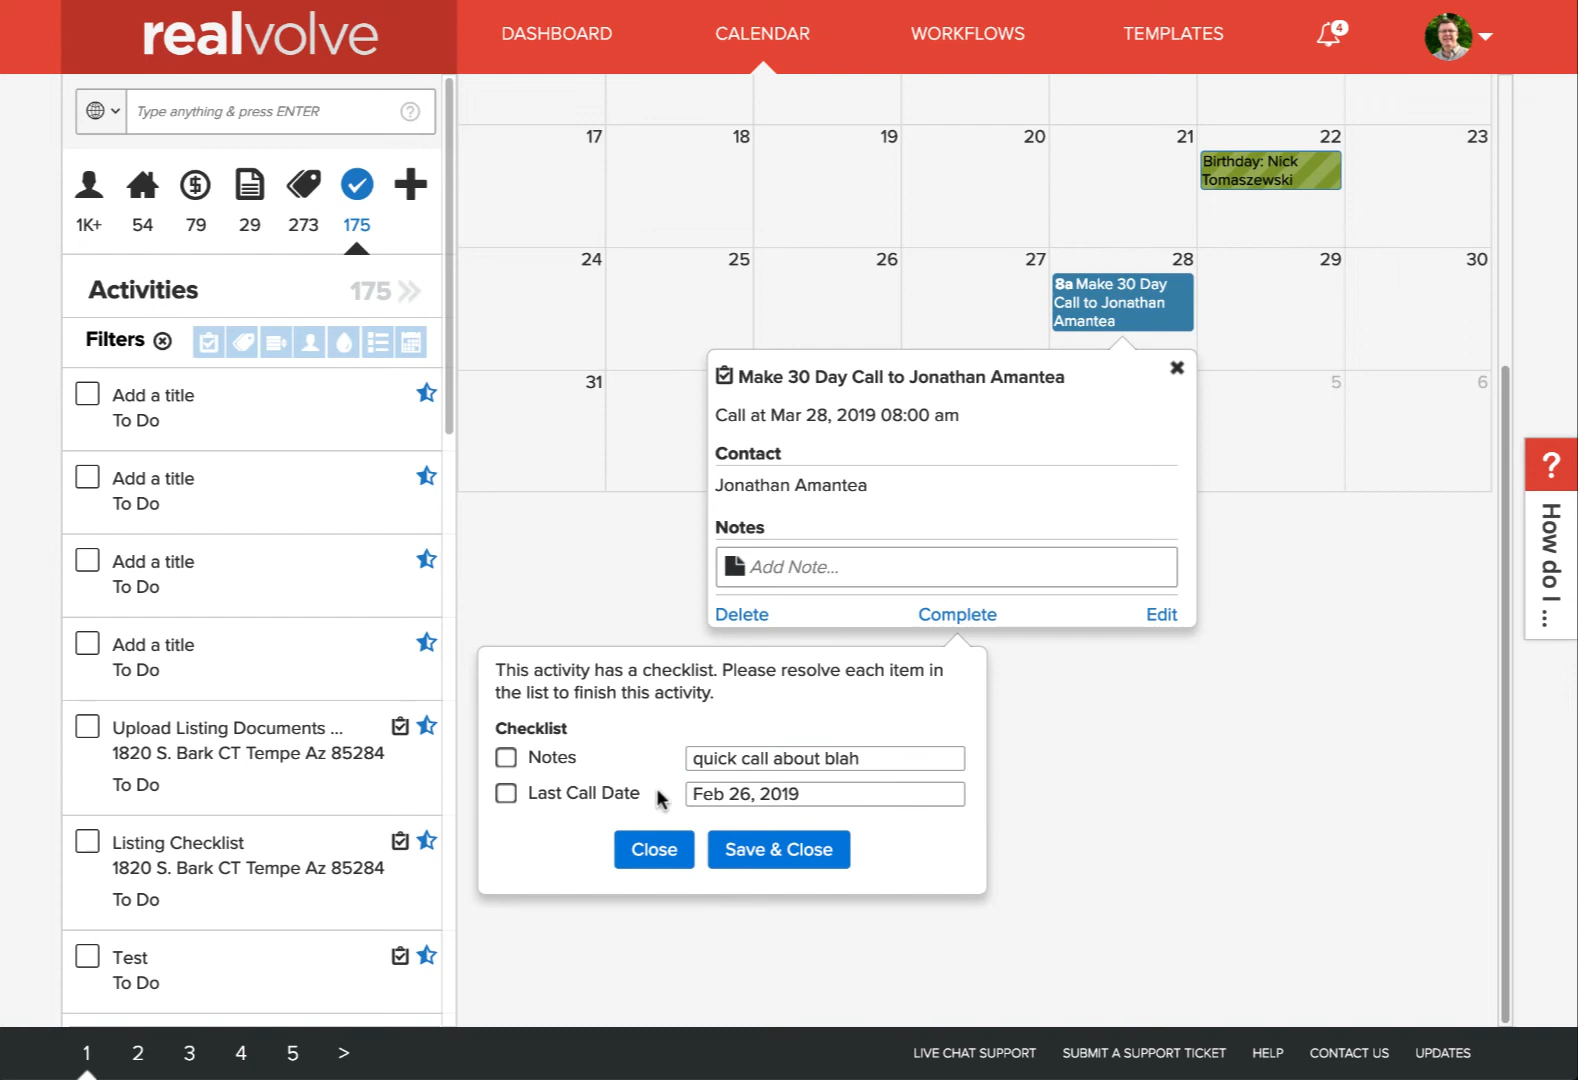 realvolve
DASHBOARD
CALENDAR
WORKFLOWS
TEMPLATES
4
Type anything & press ENTER
?
1K+
54
79
29
273
175
Activities
175
Filters
Add a title
To Do
Add a title
To Do
Add a title
To Do
Add a title
To Do
Upload Listing Documents ...
1820 S. Bark CT Tempe Az 85284
To Do
Listing Checklist
1820 S. Bark CT Tempe Az 85284
To Do
Test
To Do
17
18
19
20
21
22
23
Birthday: Nick
Tomaszewski
24
25
26
27
28
29
30
8a Make 30 Day
Call to Jonathan
Amantea
31
5
6
Make 30 Day Call to Jonathan Amantea
Call at Mar 28, 2019 08:00 am
Contact
Jonathan Amantea
Notes
Add Note...
Delete
Complete
Edit
This activity has a checklist. Please resolve each item in
the list to finish this activity.
Checklist
Notes
quick call about blah
Last Call Date
Feb 26, 2019
Close
Save & Close
?
How do I ...
1
2
3
4
5
>
LIVE CHAT SUPPORT
SUBMIT A SUPPORT TICKET
HELP
CONTACT US
UPDATES